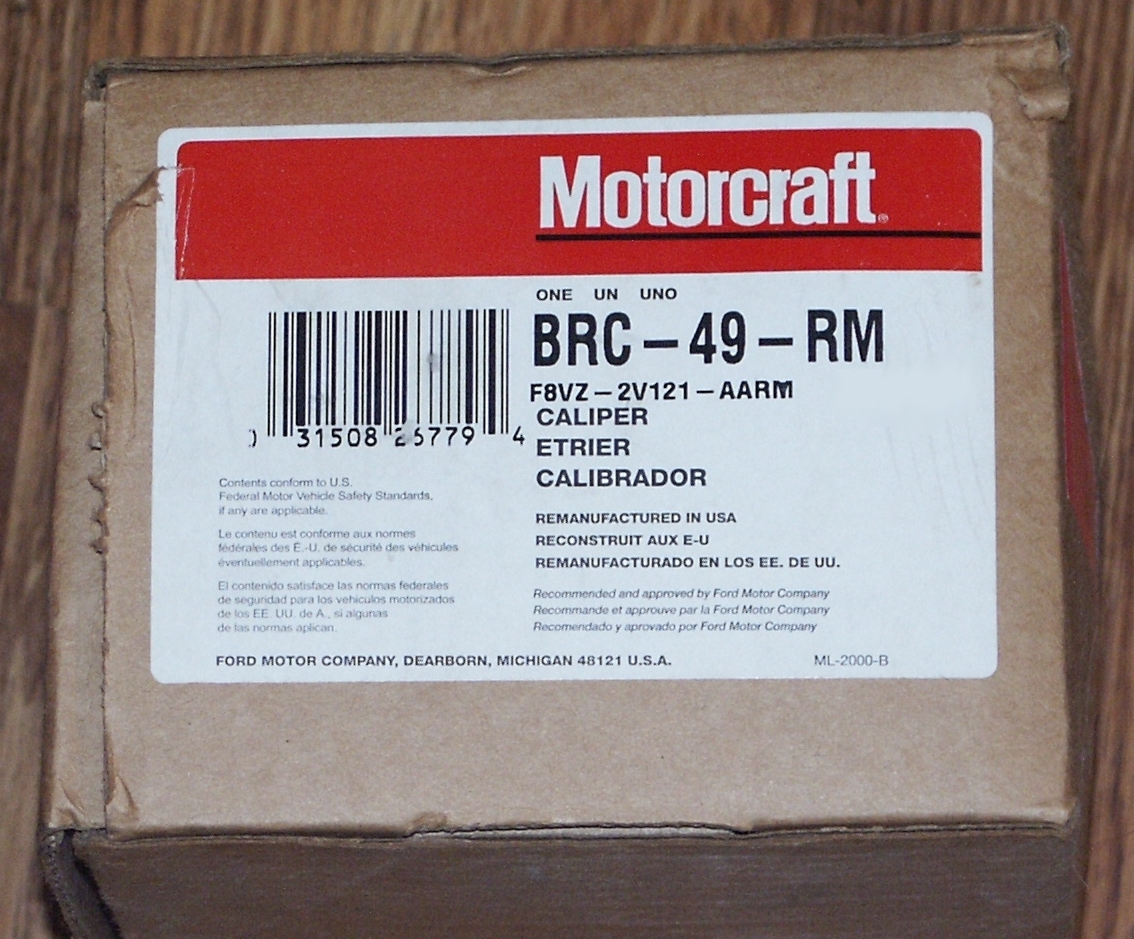 Motorcraft®
ONE UN UNO
BRC-49-RM
F8VZ-2V121-AARM
CALIPER
ETRIER
CALIBRADOR
0 31508 26779 4
Contents conform to U.S.
Federal Motor Vehicle Safety Standards,
if any are applicable.
Le contenu est conforme aux normes
fédérales des É.-U. de sécurité des véhicules
éventuellement applicables.
El contenido satisface las normas federales
de seguridad para los vehículos motorizados
de los EE. UU. de A., si algunas
de las normas aplican.
REMANUFACTURED IN USA
RECONSTRUIT AUX E-U
REMANUFACTURADO EN LOS EE. DE UU.
Recommended and approved by Ford Motor Company
Recommande et approuve par la Ford Motor Company
Recomendado y aprovado por Ford Motor Company
FORD MOTOR COMPANY, DEARBORN, MICHIGAN 48121 U.S.A.
ML-2000-B